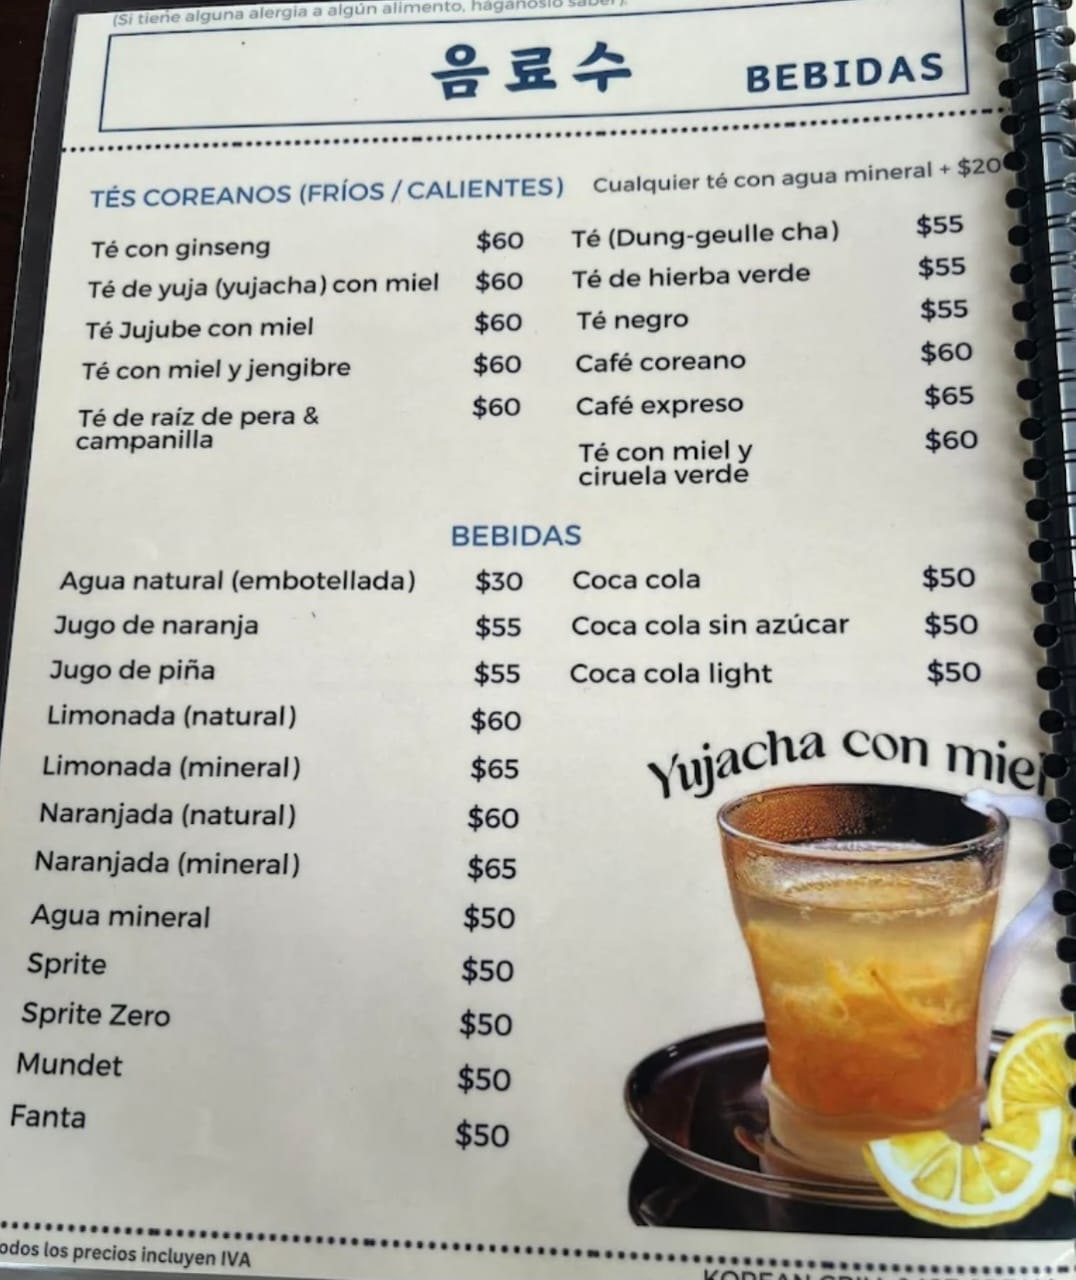 (Si tiene alguna alergia a algún alimento, háganoslo saber).
음료수 BEBIDAS
TÉS COREANOS (FRÍOS / CALIENTES) Cualquier té con agua mineral + $20
Té con ginseng $60 Té (Dung-geulle cha) $55
Té de yuja (yujacha) con miel $60 Té de hierba verde $55
Té Jujube con miel $60 Té negro $55
Té con miel y jengibre $60 Café coreano $60
Té de raíz de pera & $60 Café expreso $65
campanilla
Té con miel y $60
ciruela verde
BEBIDAS
Agua natural (embotellada) $30 Coca cola $50
Jugo de naranja $55 Coca cola sin azúcar $50
Jugo de piña $55 Coca cola light $50
Limonada (natural) $60
Limonada (mineral) $65
Naranjada (natural) $60
Naranjada (mineral) $65
Agua mineral $50
Sprite $50
Sprite Zero $50
Mundet $50
Fanta $50
Yujacha con miel
odos los precios incluyen IVA
KOREAN